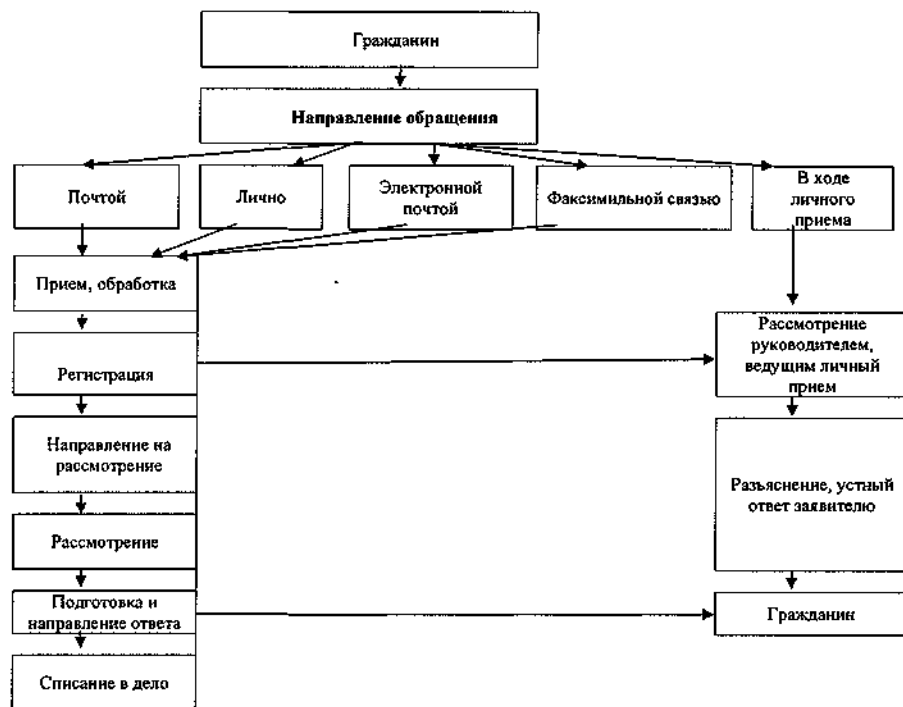 Гражданин
Направление обращения
Почтой
Лично
Электронной
почтой
Факсимильной связью
В ходе
личного
приема
Прием, обработка
Регистрация
Рассмотрение
руководителем,
ведущим личный
прием
Направление на
рассмотрение
Разъяснение, устный
ответ заявителю
Рассмотрение
Подготовка и
направление ответа
Гражданин
Списание в дело